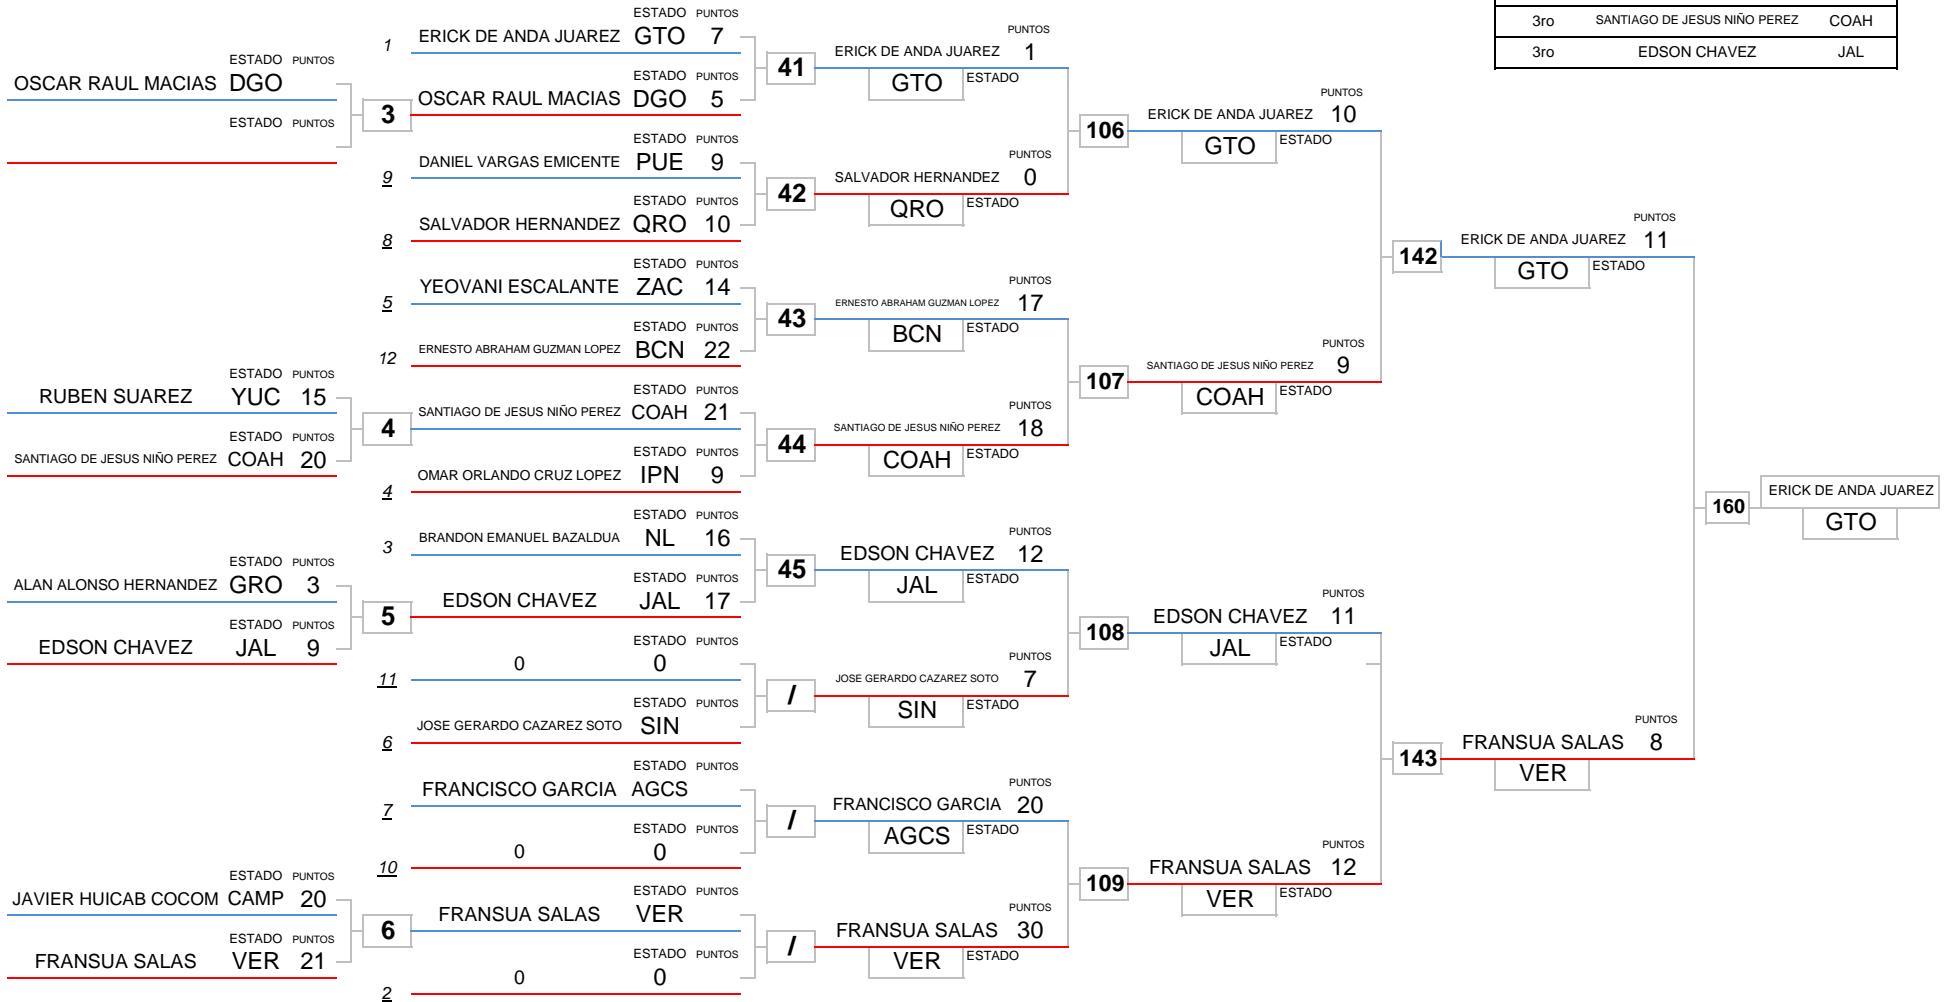 3ro SANTIAGO DE JESUS NIÑO PEREZ COAH
3ro EDSON CHAVEZ JAL
ESTADO PUNTOS
OSCAR RAUL MACIAS DGO
ESTADO PUNTOS
3
ESTADO PUNTOS
RUBEN SUAREZ YUC 15
ESTADO PUNTOS
SANTIAGO DE JESUS NIÑO PEREZ COAH 20
4
ESTADO PUNTOS
ALAN ALONSO HERNANDEZ GRO 3
ESTADO PUNTOS
EDSON CHAVEZ JAL 9
5
ESTADO PUNTOS
JAVIER HUICAB COCOM CAMP 20
ESTADO PUNTOS
FRANSUA SALAS VER 21
6
ESTADO PUNTOS
1 ERICK DE ANDA JUAREZ GTO 7
ESTADO PUNTOS
OSCAR RAUL MACIAS DGO 5
41
ESTADO PUNTOS
9 DANIEL VARGAS EMICENTE PUE 9
ESTADO PUNTOS
8 SALVADOR HERNANDEZ QRO 10
42
ESTADO PUNTOS
5 YEOVANI ESCALANTE ZAC 14
ESTADO PUNTOS
12 ERNESTO ABRAHAM GUZMAN LOPEZ BCN 22
43
ESTADO PUNTOS
SANTIAGO DE JESUS NIÑO PEREZ COAH 21
ESTADO PUNTOS
4 OMAR ORLANDO CRUZ LOPEZ IPN 9
44
ESTADO PUNTOS
3 BRANDON EMANUEL BAZALDUA NL 16
ESTADO PUNTOS
EDSON CHAVEZ JAL 17
45
ESTADO PUNTOS
11 0 0
ESTADO PUNTOS
6 JOSE GERARDO CAZAREZ SOTO SIN
/
ESTADO PUNTOS
7 FRANCISCO GARCIA AGCS
ESTADO PUNTOS
10 0 0
/
ESTADO PUNTOS
FRANSUA SALAS VER
ESTADO PUNTOS
2 0 0
/
PUNTOS
ERICK DE ANDA JUAREZ 1
GTO ESTADO
PUNTOS
SALVADOR HERNANDEZ 0
QRO ESTADO
106
PUNTOS
ERNESTO ABRAHAM GUZMAN LOPEZ 17
BCN ESTADO
PUNTOS
SANTIAGO DE JESUS NIÑO PEREZ 18
COAH ESTADO
107
PUNTOS
EDSON CHAVEZ 12
JAL ESTADO
PUNTOS
JOSE GERARDO CAZAREZ SOTO 7
SIN ESTADO
108
PUNTOS
FRANCISCO GARCIA 20
AGCS ESTADO
PUNTOS
FRANSUA SALAS 30
VER ESTADO
109
PUNTOS
ERICK DE ANDA JUAREZ 10
GTO ESTADO
PUNTOS
SANTIAGO DE JESUS NIÑO PEREZ 9
COAH ESTADO
142
PUNTOS
EDSON CHAVEZ 11
JAL ESTADO
PUNTOS
FRANSUA SALAS 12
VER ESTADO
143
PUNTOS
ERICK DE ANDA JUAREZ 11
GTO ESTADO
PUNTOS
FRANSUA SALAS 8
VER
160
ERICK DE ANDA JUAREZ
GTO